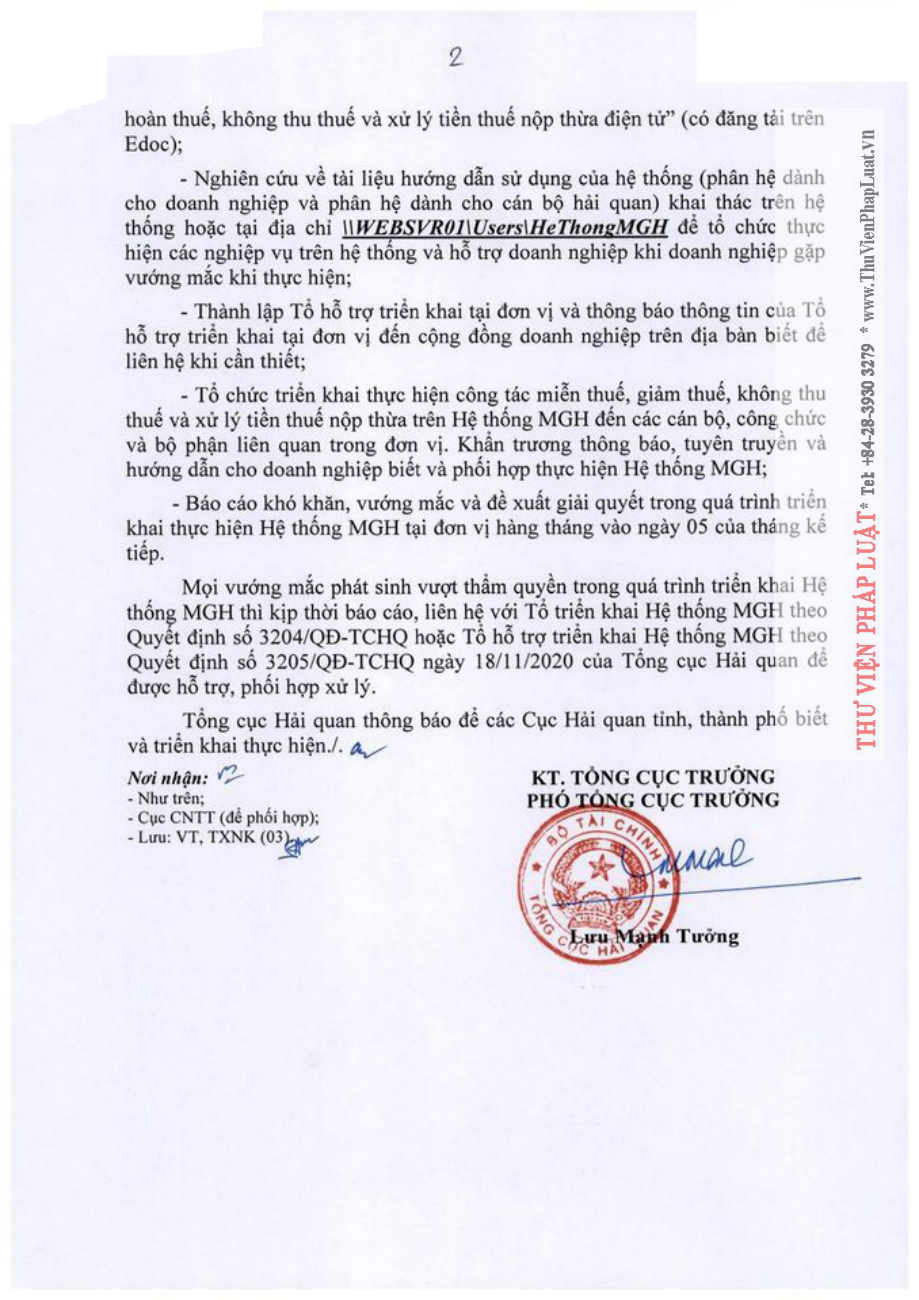 2
hoàn thuế, không thu thuế và xử lý tiền thuế nộp thừa điện tử” (có đăng tải trên
Edoc);
- Nghiên cứu về tài liệu hướng dẫn sử dụng của hệ thống (phân hệ dành
cho doanh nghiệp và phân hệ dành cho cán bộ hải quan) khai thác trên hệ
thống hoặc tại địa chỉ \\WEBSVR01\Users\HeThongMGH để tổ chức thực
hiện các nghiệp vụ trên hệ thống và hỗ trợ doanh nghiệp khi doanh nghiệp gặp
vướng mắc khi thực hiện;
- Thành lập Tổ hỗ trợ triển khai tại đơn vị và thông báo thông tin của Tổ
hỗ trợ triển khai tại đơn vị đến cộng đồng doanh nghiệp trên địa bàn biết để
liên hệ khi cần thiết;
- Tổ chức triển khai thực hiện công tác miễn thuế, giảm thuế, không thu
thuế và xử lý tiền thuế nộp thừa trên Hệ thống MGH đến các cán bộ, công chức
và bộ phận liên quan trong đơn vị. Khẩn trương thông báo, tuyên truyền và
hướng dẫn cho doanh nghiệp biết và phối hợp thực hiện Hệ thống MGH;
- Báo cáo khó khăn, vướng mắc và đề xuất giải quyết trong quá trình triển
khai thực hiện Hệ thống MGH tại đơn vị hàng tháng vào ngày 05 của tháng kế
tiếp.
Mọi vướng mắc phát sinh vượt thẩm quyền trong quá trình triển khai Hệ
thống MGH thì kịp thời báo cáo, liên hệ với Tổ triển khai Hệ thống MGH theo
Quyết định số 3204/QĐ-TCHQ hoặc Tổ hỗ trợ triển khai Hệ thống MGH theo
Quyết định số 3205/QĐ-TCHQ ngày 18/11/2020 của Tổng cục Hải quan để
được hỗ trợ, phối hợp xử lý.
Tổng cục Hải quan thông báo để các Cục Hải quan tỉnh, thành phố biết
và triển khai thực hiện./.
Nơi nhận:
- Như trên;
- Cục CNTT (để phối hợp);
- Lưu: VT, TXNK (03).
KT. TỔNG CỤC TRƯỞNG
PHÓ TỔNG CỤC TRƯỞNG
BỘ TÀI CHÍNH
TỔNG CỤC HẢI QUAN
Lưu Mạnh Tưởng
THƯ VIỆN PHÁP LUẬT * Tel: +84-28-3930 3279 * www.ThuVienPhapLuat.vn